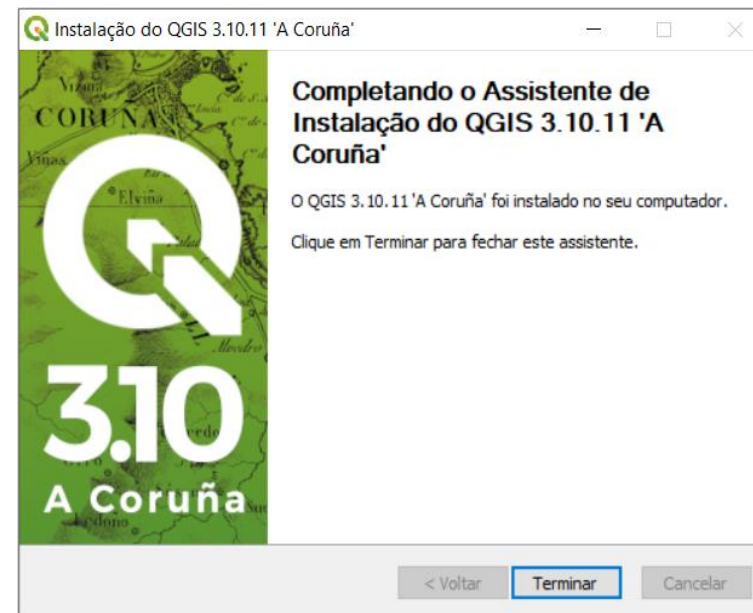 Instalação do QGIS 3.10.11 'A Coruña'
CORUÑA
Elviña
3.10
A Coruña
Completando o Assistente de
Instalação do QGIS 3.10.11 'A
Coruña'
O QGIS 3.10.11 'A Coruña' foi instalado no seu computador.
Clique em Terminar para fechar este assistente.
< Voltar
Terminar
Cancelar